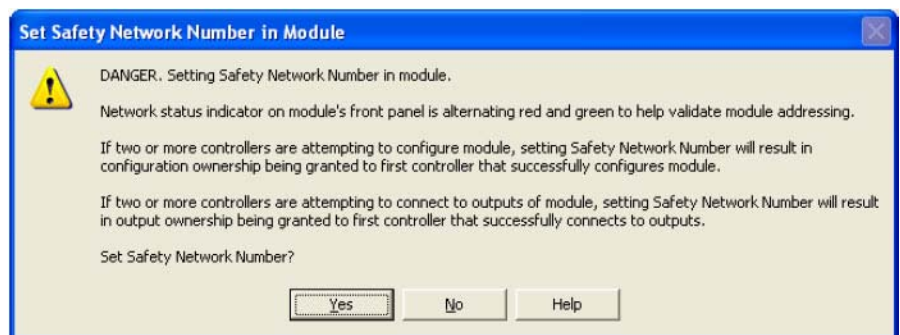 Set Safety Network Number in Module
DANGER. Setting Safety Network Number in module.
Network status indicator on module's front panel is alternating red and green to help validate module addressing.
If two or more controllers are attempting to configure module, setting Safety Network Number will result in
configuration ownership being granted to first controller that successfully configures module.
If two or more controllers are attempting to connect to outputs of module, setting Safety Network Number will result
in output ownership being granted to first controller that successfully connects to outputs.
Set Safety Network Number?
Yes No Help